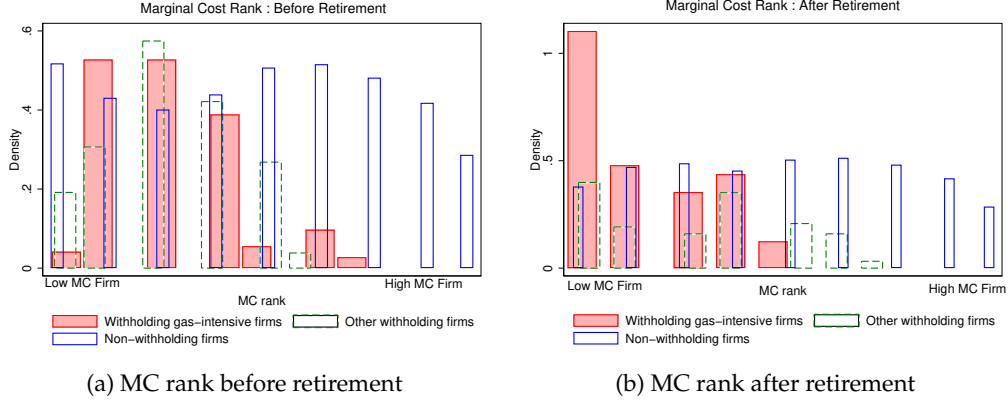 Marginal Cost Rank : Before Retirement
.6
.4
.2
0
Density
Low MC Firm
High MC Firm
MC rank
Withholding gas−intensive firms
Other withholding firms
Non−withholding firms
(a) MC rank before retirement
Marginal Cost Rank : After Retirement
1
.5
0
Density
Low MC Firm
High MC Firm
MC rank
Withholding gas−intensive firms
Other withholding firms
Non−withholding firms
(b) MC rank after retirement